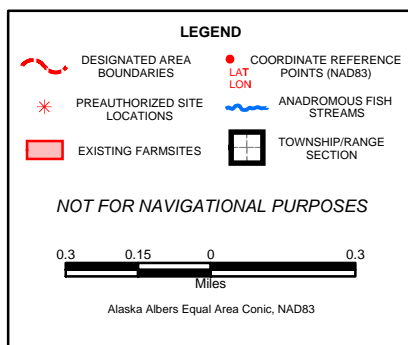 LEGEND
DESIGNATED AREA
BOUNDARIES
LAT
LON
COORDINATE REFERENCE
POINTS (NAD83)
PREAUTHORIZED SITE
LOCATIONS
ANADROMOUS FISH
STREAMS
EXISTING FARMSITES
TOWNSHIP/RANGE
SECTION
NOT FOR NAVIGATIONAL PURPOSES
0.3 0.15 0 0.3
Miles
Alaska Albers Equal Area Conic, NAD83